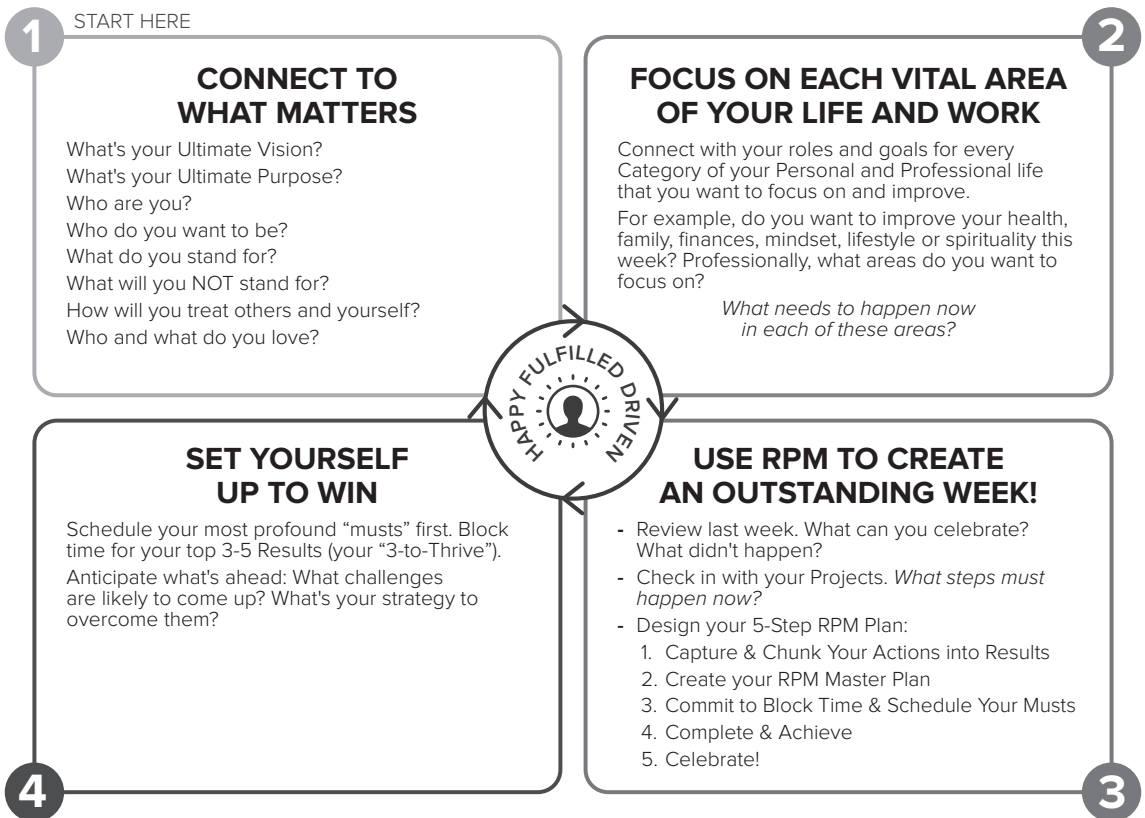 1
START HERE
CONNECT TO
WHAT MATTERS
What's your Ultimate Vision?
What's your Ultimate Purpose?
Who are you?
Who do you want to be?
What do you stand for?
What will you NOT stand for?
How will you treat others and yourself?
Who and what do you love?
2
FOCUS ON EACH VITAL AREA
OF YOUR LIFE AND WORK
Connect with your roles and goals for every
Category of your Personal and Professional life
that you want to focus on and improve.
For example, do you want to improve your health,
family, finances, mindset, lifestyle or spirituality this
week? Professionally, what areas do you want to
focus on?
What needs to happen now
in each of these areas?
HAPPY FULFILLED DRIVEN
USE RPM TO CREATE
AN OUTSTANDING WEEK!
- Review last week. What can you celebrate?
What didn't happen?
- Check in with your Projects. What steps must
happen now?
- Design your 5-Step RPM Plan:
1. Capture & Chunk Your Actions into Results
2. Create your RPM Master Plan
3. Commit to Block Time & Schedule Your Musts
4. Complete & Achieve
5. Celebrate!
3
SET YOURSELF
UP TO WIN
Schedule your most profound “musts” first. Block
time for your top 3-5 Results (your “3-to-Thrive”).
Anticipate what's ahead: What challenges
are likely to come up? What's your strategy to
overcome them?
4